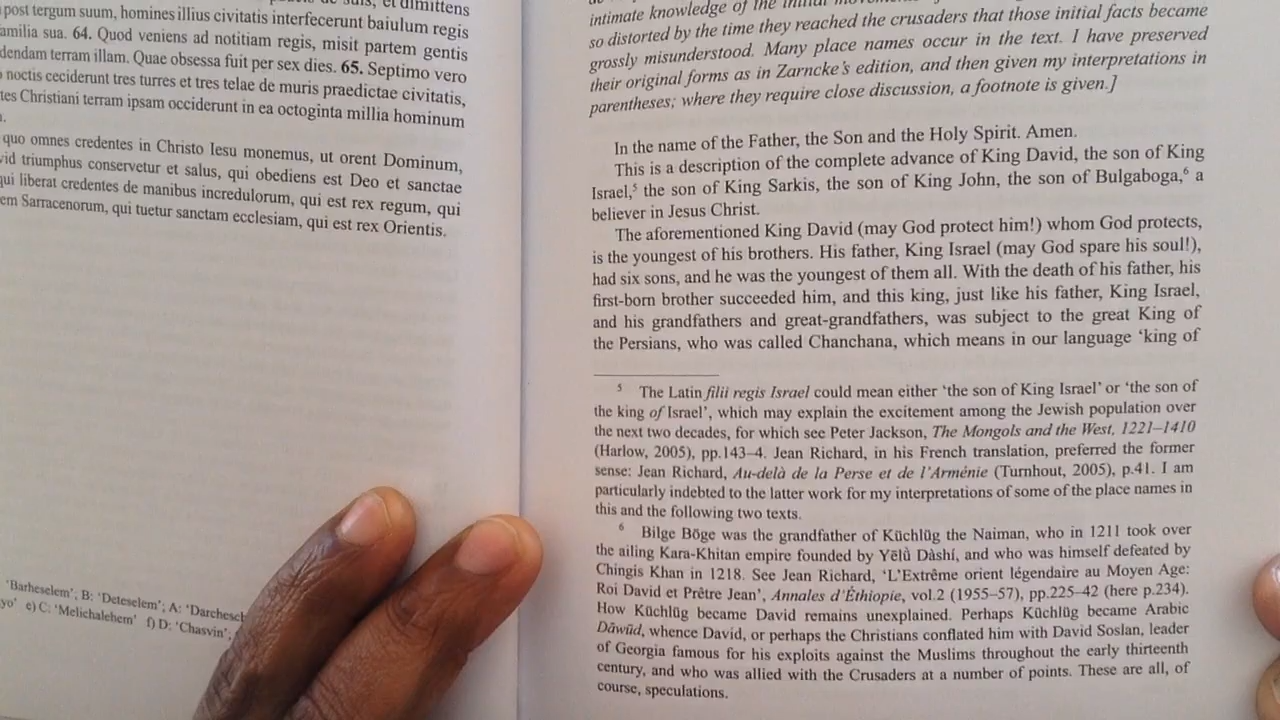 post tergum suum, homines illius civitatis interfecerunt baiulum regis
amilia sua. 64. Quod veniens ad notitiam regis, misit partem gentis
dendam terram illam. Quae obsessa fuit per sex dies. 65. Septimo vero
noctis ceciderunt tres turres et tres telae de muris praedictae civitatis,
tes Christiani terram ipsam occiderunt in ea octoginta millia hominum
quo omnes credentes in Christo Iesu monemus, ut orent Dominum,
vid triumphus conservetur et salus, qui obediens est Deo et sanctae
qui liberat credentes de manibus incredulorum, qui est rex regum, qui
em Sarracenorum, qui tuetur sanctam ecclesiam, qui est rex Orientis.
'Barheselem'; B: 'Deteselem'; A: 'Darchesch
yo' e) C: 'Melichalehem' f) D: 'Chasvin';
intimate knowledge of the initial
so distorted by the time they reached the crusaders that those initial facts became
grossly misunderstood. Many place names occur in the text. I have preserved
their original forms as in Zarncke's edition, and then given my interpretations in
parentheses; where they require close discussion, a footnote is given.]
In the name of the Father, the Son and the Holy Spirit. Amen.
This is a description of the complete advance of King David, the son of King
Israel,⁵ the son of King Sarkis, the son of King John, the son of Bulgaboga,⁶ a
believer in Jesus Christ.
The aforementioned King David (may God protect him!) whom God protects,
is the youngest of his brothers. His father, King Israel (may God spare his soul!),
had six sons, and he was the youngest of them all. With the death of his father, his
first-born brother succeeded him, and this king, just like his father, King Israel,
and his grandfathers and great-grandfathers, was subject to the great King of
the Persians, who was called Chanchana, which means in our language 'king of
⁵ The Latin filii regis Israel could mean either 'the son of King Israel' or 'the son of
the king of Israel', which may explain the excitement among the Jewish population over
the next two decades, for which see Peter Jackson, The Mongols and the West, 1221–1410
(Harlow, 2005), pp.143–4. Jean Richard, in his French translation, preferred the former
sense: Jean Richard, Au-delà de la Perse et de l'Arménie (Turnhout, 2005), p.41. I am
particularly indebted to the latter work for my interpretations of some of the place names in
this and the following two texts.
⁶ Bilge Böge was the grandfather of Küchlüg the Naiman, who in 1211 took over
the ailing Kara-Khitan empire founded by Yēlǜ Dàshí, and who was himself defeated by
Chingis Khan in 1218. See Jean Richard, 'L'Extrême orient légendaire au Moyen Age:
Roi David et Prêtre Jean', Annales d'Éthiopie, vol.2 (1955–57), pp.225–42 (here p.234).
How Küchlüg became David remains unexplained. Perhaps Küchlüg became Arabic
Dāwūd, whence David, or perhaps the Christians conflated him with David Soslan, leader
of Georgia famous for his exploits against the Muslims throughout the early thirteenth
century, and who was allied with the Crusaders at a number of points. These are all, of
course, speculations.